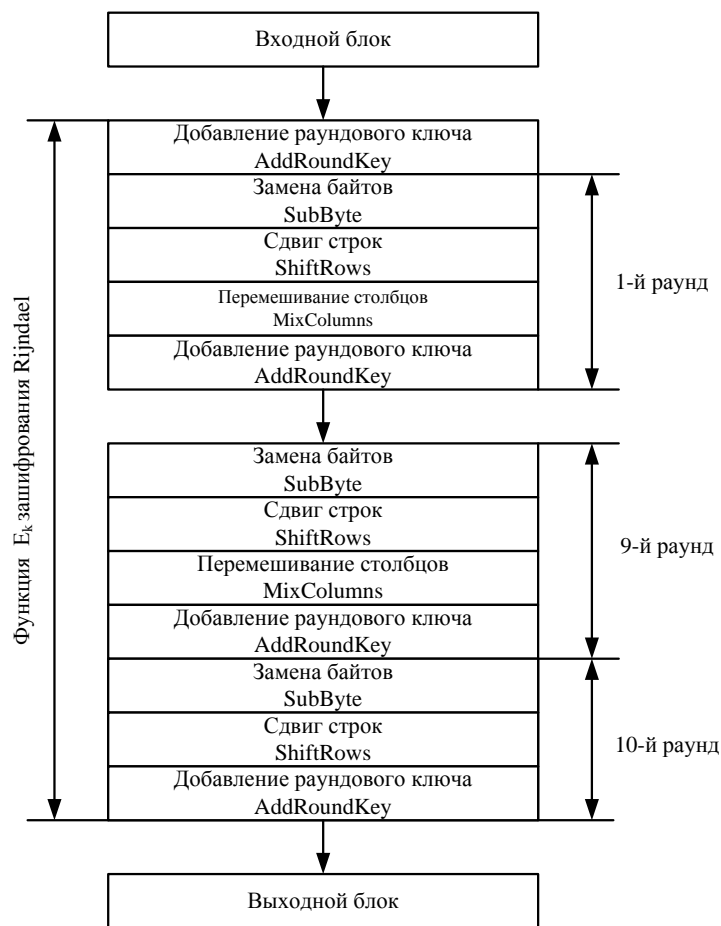 Входной блок
Добавление раундового ключа
AddRoundKey
Замена байтов
SubByte
Сдвиг строк
ShiftRows
Перемешивание столбцов
MixColumns
Добавление раундового ключа
AddRoundKey
1-й раунд
Функция E_k зашифрования Rijndael
Замена байтов
SubByte
Сдвиг строк
ShiftRows
Перемешивание столбцов
MixColumns
Добавление раундового ключа
AddRoundKey
9-й раунд
Замена байтов
SubByte
Сдвиг строк
ShiftRows
Добавление раундового ключа
AddRoundKey
10-й раунд
Выходной блок